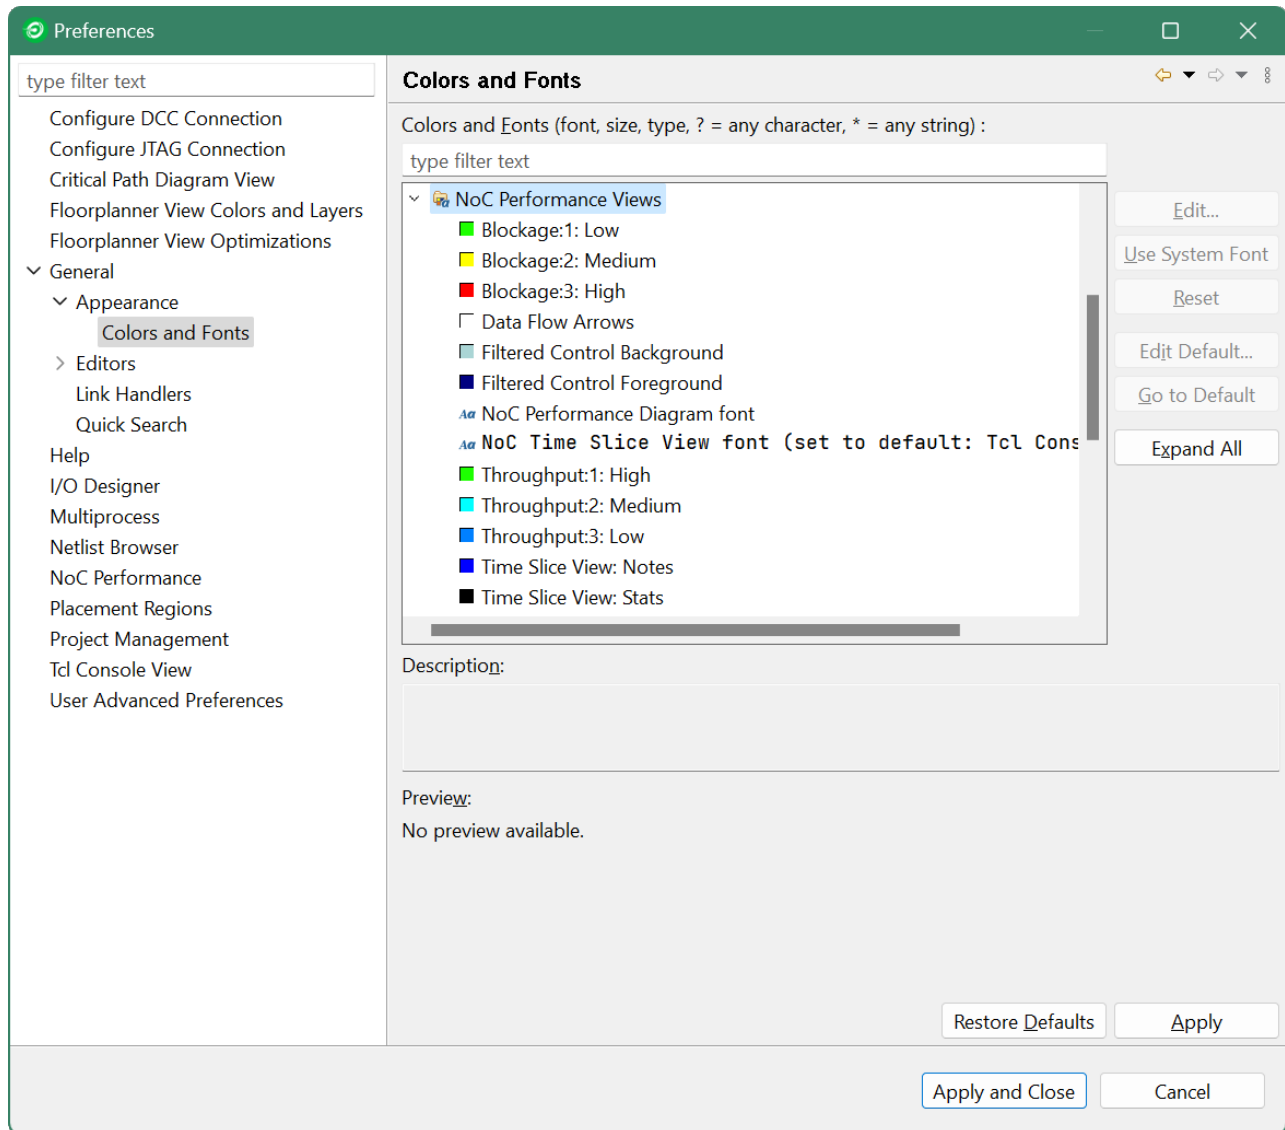 Preferences
type filter text
Configure DCC Connection
Configure JTAG Connection
Critical Path Diagram View
Floorplanner View Colors and Layers
Floorplanner View Optimizations
General
Appearance
Colors and Fonts
Editors
Link Handlers
Quick Search
Help
I/O Designer
Multiprocess
Netlist Browser
NoC Performance
Placement Regions
Project Management
Tcl Console View
User Advanced Preferences
Colors and Fonts
Colors and Fonts (font, size, type, ? = any character, * = any string) :
type filter text
NoC Performance Views
Blockage:1: Low
Blockage:2: Medium
Blockage:3: High
Data Flow Arrows
Filtered Control Background
Filtered Control Foreground
Aa NoC Performance Diagram font
Aa NoC Time Slice View font (set to default: Tcl Cons
Throughput:1: High
Throughput:2: Medium
Throughput:3: Low
Time Slice View: Notes
Time Slice View: Stats
Edit...
Use System Font
Reset
Edit Default...
Go to Default
Expand All
Description:
Preview:
No preview available.
Restore Defaults
Apply
Apply and Close
Cancel